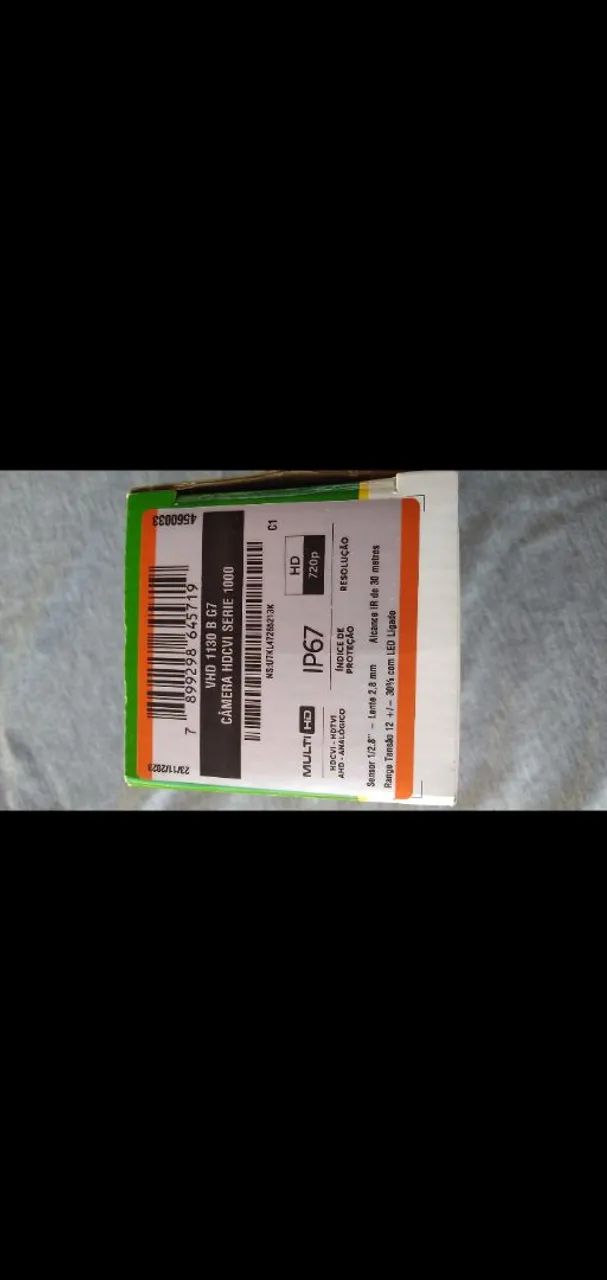 23/11/2023
4560033
7 899298 645719
VHD 1130 B G7
CÂMERA HDCVI SERIE 1000
C1
MULTI HD
HDCVI - HDTVI
AHD - ANALÓGICO
IP67
ÍNDICE DE
PROTEÇÃO
HD
720p
RESOLUÇÃO
Sensor 1/2.8" - Lente 2,8 mm Alcance IR de 30 metros
Range Tensão 12 +/- 30% com LED Ligado